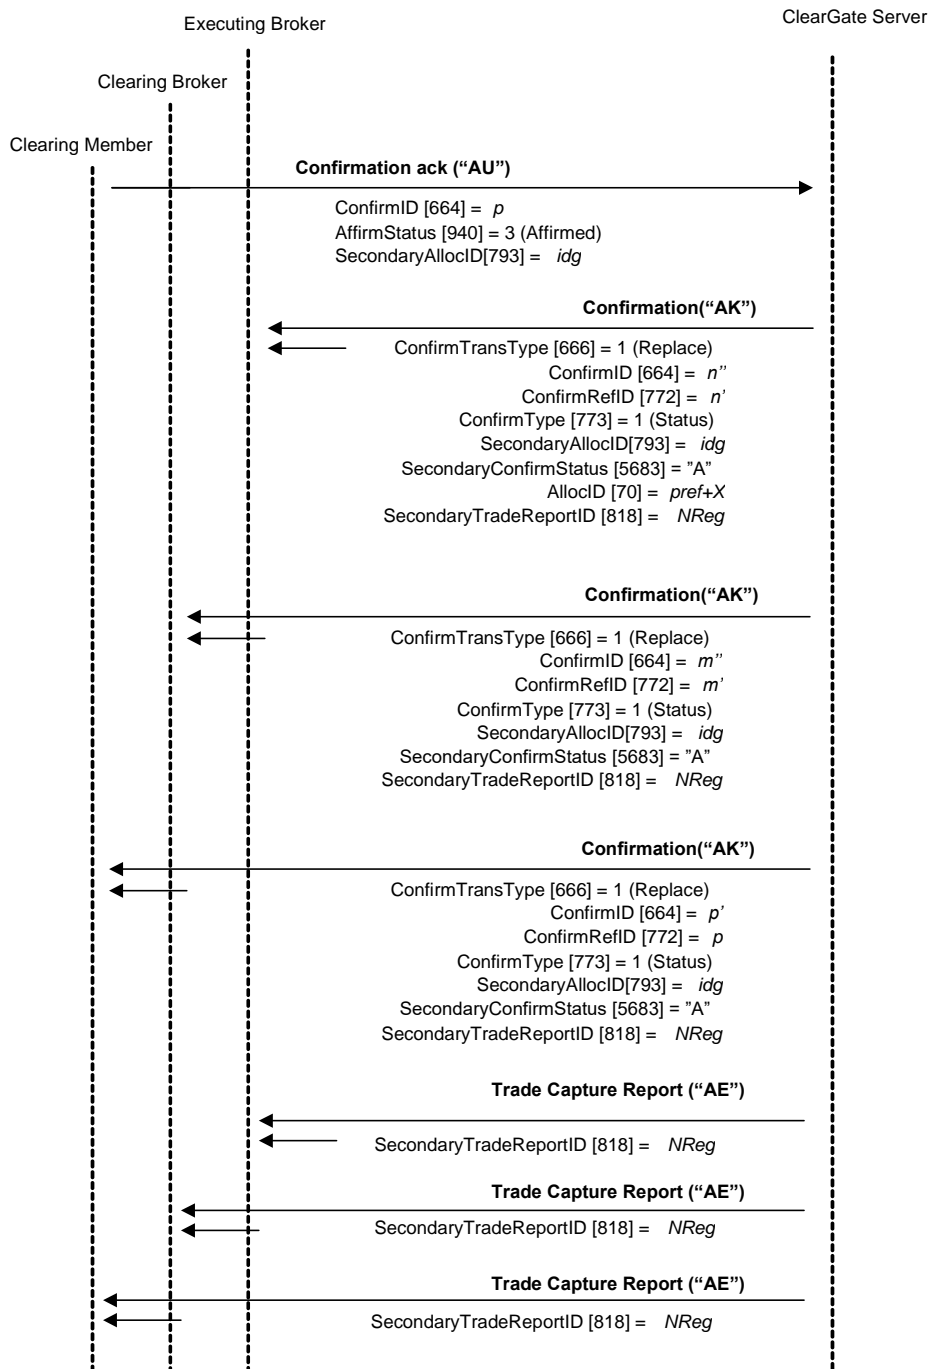 ClearGate Server
Executing Broker
Clearing Broker
Clearing Member
Confirmation ack (“AU”)
ConfirmID [664] = p
AffirmStatus [940] = 3 (Affirmed)
SecondaryAllocID[793] = idg
Confirmation(“AK”)
ConfirmTransType [666] = 1 (Replace)
ConfirmID [664] = n’’
ConfirmRefID [772] = n’
ConfirmType [773] = 1 (Status)
SecondaryAllocID[793] = idg
SecondaryConfirmStatus [5683] = ”A”
AllocID [70] = pref+X
SecondaryTradeReportID [818] = NReg
Confirmation(“AK”)
ConfirmTransType [666] = 1 (Replace)
ConfirmID [664] = m’’
ConfirmRefID [772] = m’
ConfirmType [773] = 1 (Status)
SecondaryAllocID[793] = idg
SecondaryConfirmStatus [5683] = ”A”
SecondaryTradeReportID [818] = NReg
Confirmation(“AK”)
ConfirmTransType [666] = 1 (Replace)
ConfirmID [664] = p’
ConfirmRefID [772] = p
ConfirmType [773] = 1 (Status)
SecondaryAllocID[793] = idg
SecondaryConfirmStatus [5683] = ”A”
SecondaryTradeReportID [818] = NReg
Trade Capture Report (“AE”)
SecondaryTradeReportID [818] = NReg
Trade Capture Report (“AE”)
SecondaryTradeReportID [818] = NReg
Trade Capture Report (“AE”)
SecondaryTradeReportID [818] = NReg